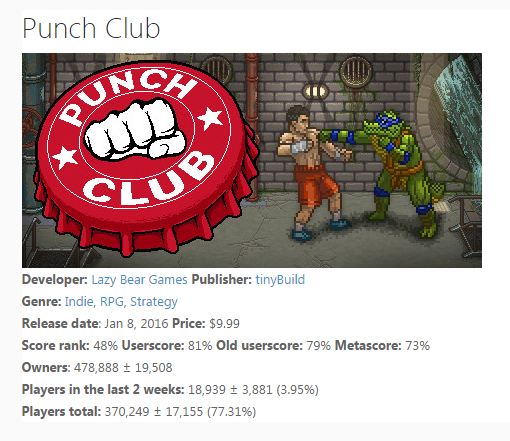 Punch Club
PUNCH
CLUB
Developer: Lazy Bear Games Publisher: tinyBuild
Genre: Indie, RPG, Strategy
Release date: Jan 8, 2016 Price: $9.99
Score rank: 48% Userscore: 81% Old userscore: 79% Metascore: 73%
Owners: 478,888 ± 19,508
Players in the last 2 weeks: 18,939 ± 3,881 (3.95%)
Players total: 370,249 ± 17,155 (77.31%)